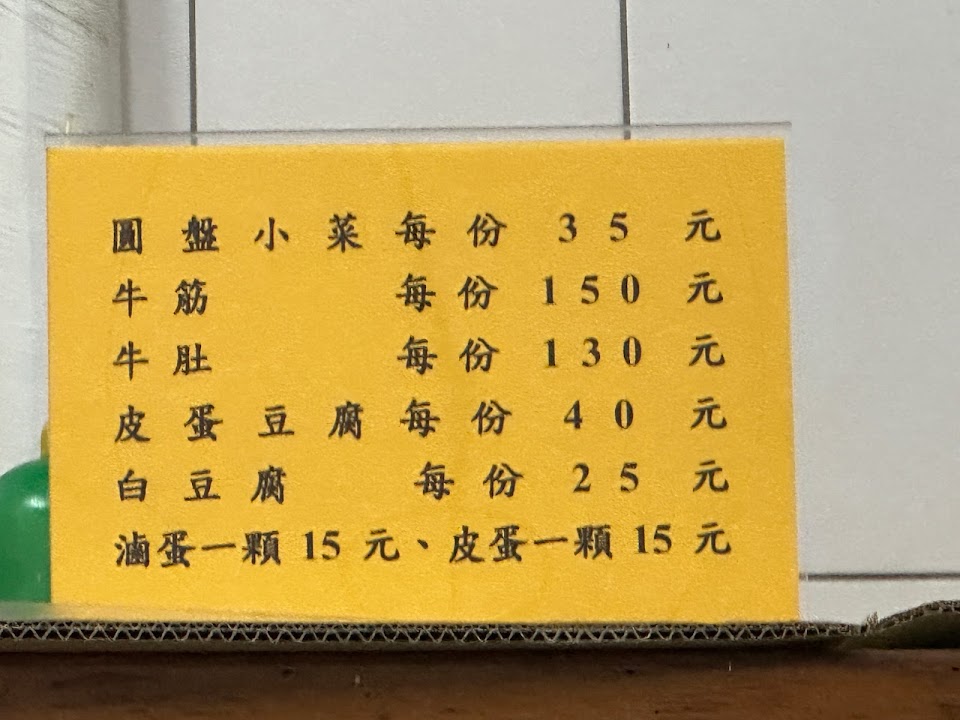 圓盤小菜每份 35 元
牛筋 每份 150 元
牛肚 每份 130 元
皮蛋豆腐每份 40 元
白豆腐 每份 25 元
滷蛋一顆 15 元、皮蛋一顆 15 元